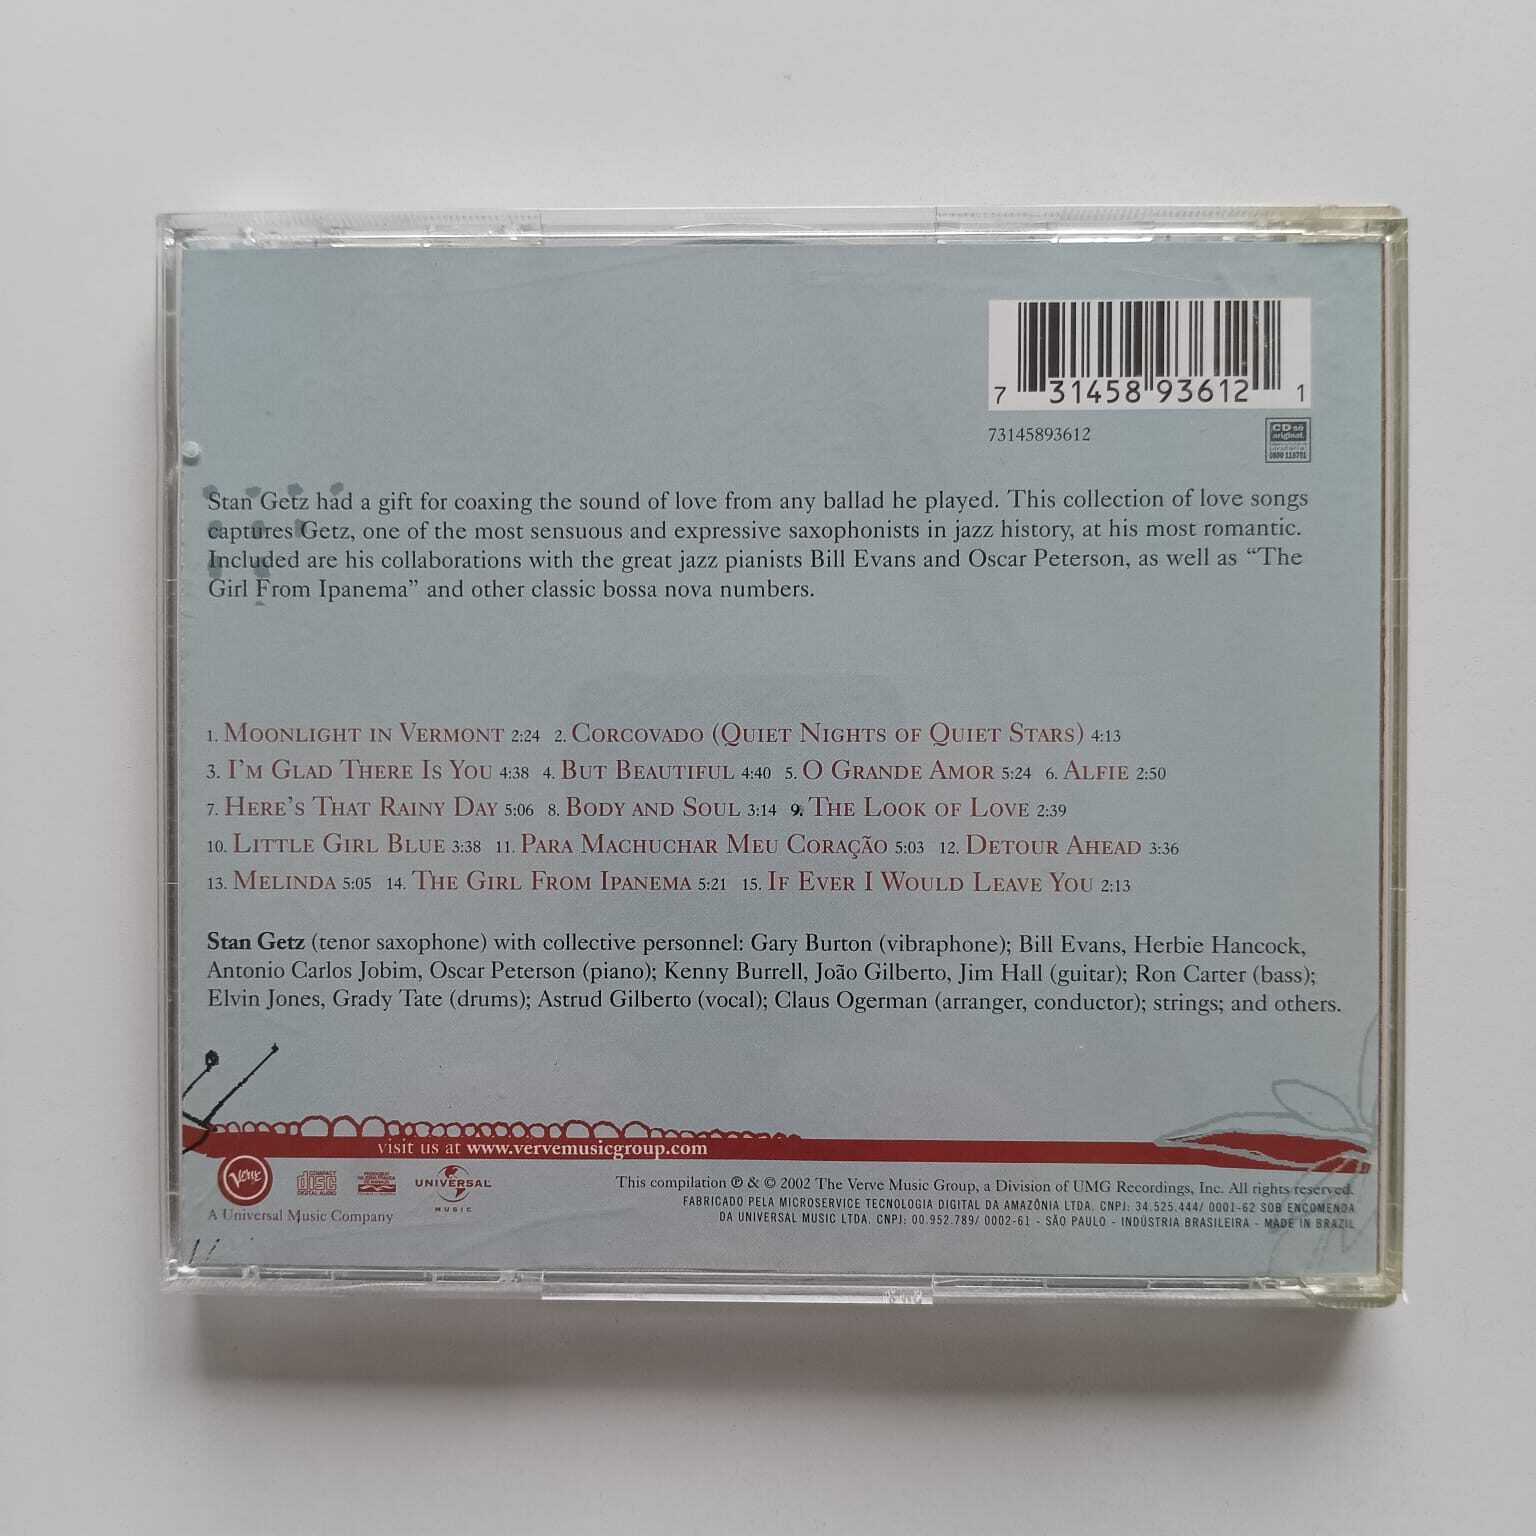 7 31458 93612 1
73145893612
CD só
original
Stan Getz had a gift for coaxing the sound of love from any ballad he played. This collection of love songs
captures Getz, one of the most sensuous and expressive saxophonists in jazz history, at his most romantic.
Included are his collaborations with the great jazz pianists Bill Evans and Oscar Peterson, as well as “The
Girl From Ipanema” and other classic bossa nova numbers.
1. Moonlight in Vermont 2:24 2. Corcovado (Quiet Nights of Quiet Stars) 4:13
3. I’m Glad There Is You 4:38 4. But Beautiful 4:40 5. O Grande Amor 5:24 6. Alfie 2:50
7. Here’s That Rainy Day 5:06 8. Body and Soul 3:14 9. The Look of Love 2:39
10. Little Girl Blue 3:38 11. Para Machuchar Meu Coração 5:03 12. Detour Ahead 3:36
13. Melinda 5:05 14. The Girl From Ipanema 5:21 15. If Ever I Would Leave You 2:13
Stan Getz (tenor saxophone) with collective personnel: Gary Burton (vibraphone); Bill Evans, Herbie Hancock,
Antonio Carlos Jobim, Oscar Peterson (piano); Kenny Burrell, João Gilberto, Jim Hall (guitar); Ron Carter (bass);
Elvin Jones, Grady Tate (drums); Astrud Gilberto (vocal); Claus Ogerman (arranger, conductor); strings; and others.
visit us at www.vervemusicgroup.com
Verve
COMPACT
disc
DIGITAL AUDIO
UNIVERSAL
MUSIC
A Universal Music Company
This compilation ℗ & © 2002 The Verve Music Group, a Division of UMG Recordings, Inc. All rights reserved.
FABRICADO PELA MICROSERVICE TECNOLOGIA DIGITAL DA AMAZÔNIA LTDA. CNPJ: 34.525.444/ 0001-62 SOB ENCOMENDA
DA UNIVERSAL MUSIC LTDA. CNPJ: 00.952.789/ 0002-61 - SÃO PAULO - INDÚSTRIA BRASILEIRA - MADE IN BRAZIL